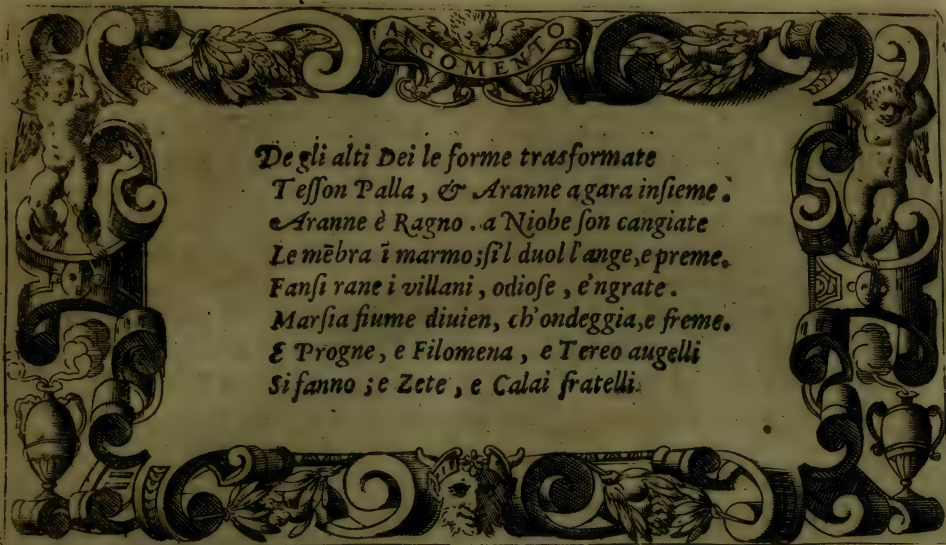 ARGOMENTO
De gli alti Dei le forme trasformate
Tesson Palla, & Aranne a gara insieme.
Aranne è Ragno. a Niobe son cangiate
Le mẽbra ĩ marmo; sì'l duol l'ange, e preme.
Fansi rane i villani, odiose, e'ngrate.
Marsia fiume diuien, ch'ondeggia, e freme.
E Progne, e Filomena, e Tereo augelli
Si fanno; e Zete, e Calai fratelli.